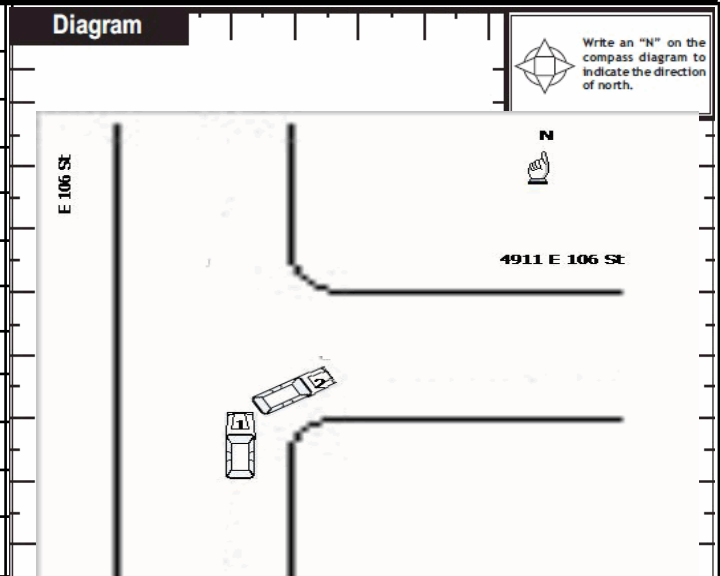 Diagram
Write an “N” on the
compass diagram to
indicate the direction
of north.
N
E 106 St
4911 E 106 St
2
1